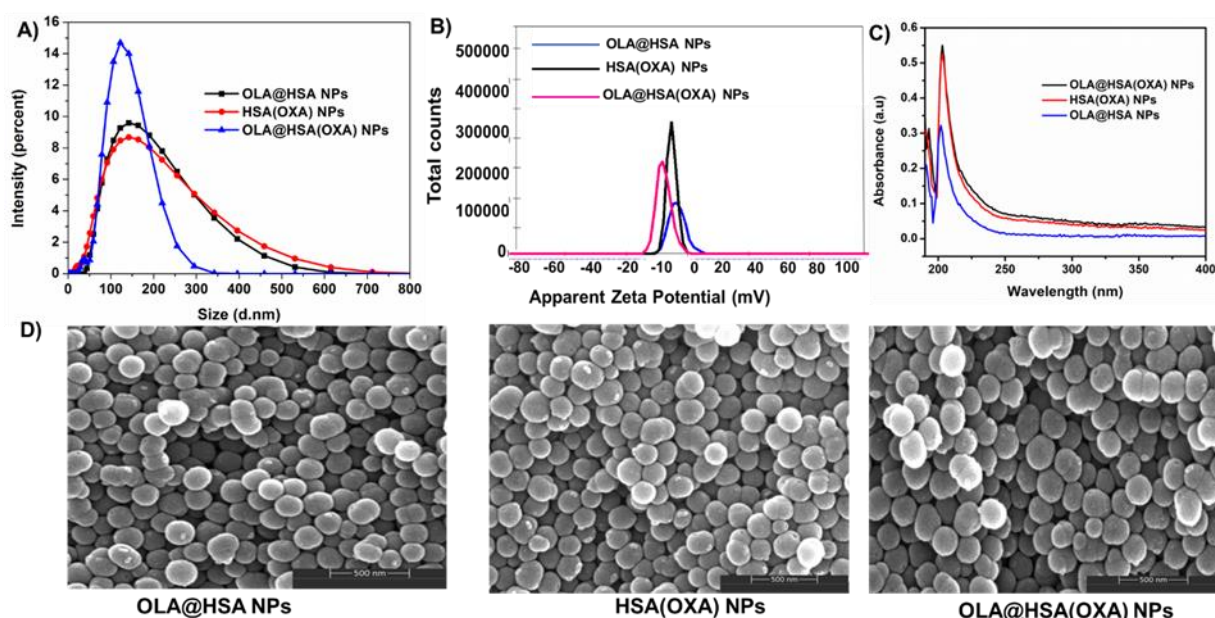 A)
16
14
12
10
8
6
4
2
0
Intensity (percent)
0 100 200 300 400 500 600 700 800
Size (d.nm)
OLA@HSA NPs
HSA(OXA) NPs
OLA@HSA(OXA) NPs
B)
500000
400000
300000
200000
100000
0
Total counts
-80 -60 -40 -20 -10 0 20 40 60 80 100
Apparent Zeta Potential (mV)
OLA@HSA NPs
HSA(OXA) NPs
OLA@HSA(OXA) NPs
C)
0.6
0.5
0.3
0.2
0.0
Absorbance (a.u)
200 250 300 350 400
Wavelength (nm)
OLA@HSA(OXA) NPs
HSA(OXA) NPs
OLA@HSA NPs
D)
500 nm
500 nm
500 nm
OLA@HSA NPs
HSA(OXA) NPs
OLA@HSA(OXA) NPs